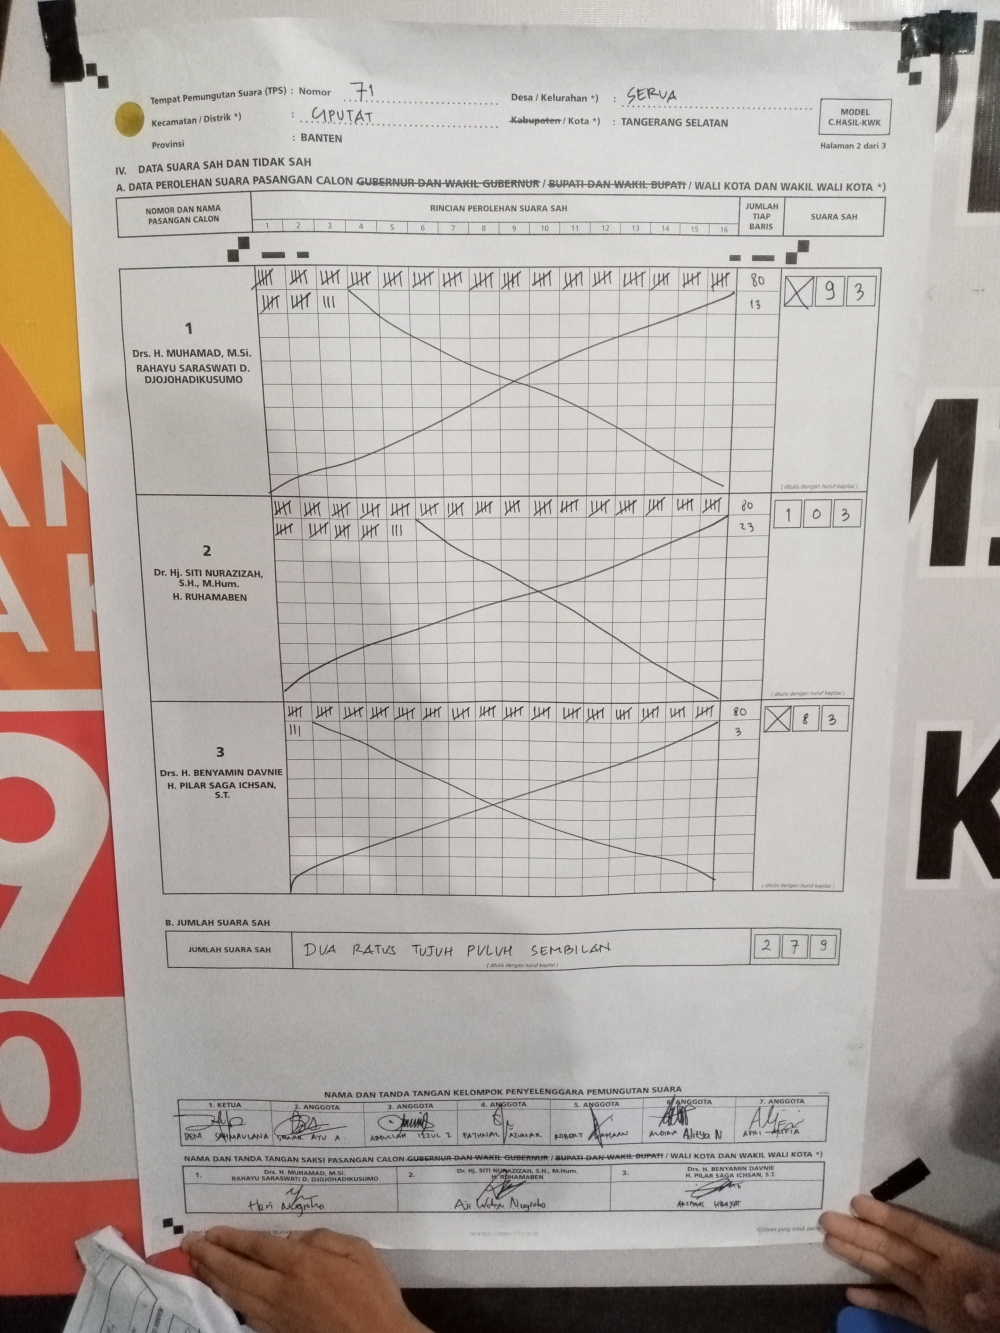 Tempat Pemungutan Suara (TPS) : Nomor 71
Desa / Kelurahan *) : SERUA
Kecamatan / Distrik *) : CIPUTAT
Kabupaten / Kota *) : TANGERANG SELATAN
Provinsi : BANTEN
MODEL
C.HASIL-KWK
Halaman 2 dari 3
IV. DATA SUARA SAH DAN TIDAK SAH
A. DATA PEROLEHAN SUARA PASANGAN CALON GUBERNUR DAN WAKIL GUBERNUR / BUPATI DAN WAKIL BUPATI / WALI KOTA DAN WAKIL WALI KOTA *)
NOMOR DAN NAMA
PASANGAN CALON
RINCIAN PEROLEHAN SUARA SAH
1 2 3 4 5 6 7 8 9 10 11 12 13 14 15 16
JUMLAH
TIAP
BARIS
SUARA SAH
1
Drs. H. MUHAMAD, M.Si.
RAHAYU SARASWATI D.
DJOJOHADIKUSUMO
80
13
X 9 3
( ditulis dengan huruf kapital )
2
Dr. Hj. SITI NURAZIZAH,
S.H., M.Hum.
H. RUHAMABEN
80
23
1 0 3
( ditulis dengan huruf kapital )
3
Drs. H. BENYAMIN DAVNIE
H. PILAR SAGA ICHSAN,
S.T.
80
3
X 8 3
( ditulis dengan huruf kapital )
B. JUMLAH SUARA SAH
JUMLAH SUARA SAH
DUA RATUS TUJUH PULUH SEMBILAN
( ditulis dengan huruf kapital )
2 7 9
NAMA DAN TANDA TANGAN KELOMPOK PENYELENGGARA PEMUNGUTAN SUARA
1. KETUA 2. ANGGOTA 3. ANGGOTA 4. ANGGOTA 5. ANGGOTA 6. ANGGOTA 7. ANGGOTA
AYU A. ABDULLAH ROBERT Aditya N
NAMA DAN TANDA TANGAN SAKSI PASANGAN CALON GUBERNUR DAN WAKIL GUBERNUR / BUPATI DAN WAKIL BUPATI / WALI KOTA DAN WAKIL WALI KOTA *)
1. Drs. H. MUHAMAD, M.SI.
RAHAYU SARASWATI D. DJOJOHADIKUSUMO
Heri Nugroho
2. Dr. Hj. SITI NURAZIZAH, S.H., M.Hum.
H. RUHAMABEN
Aji Wahyu Nugroho
3. Drs. H. BENYAMIN DAVNIE
H. PILAR SAGA ICHSAN, S.T.
HIDAYAT